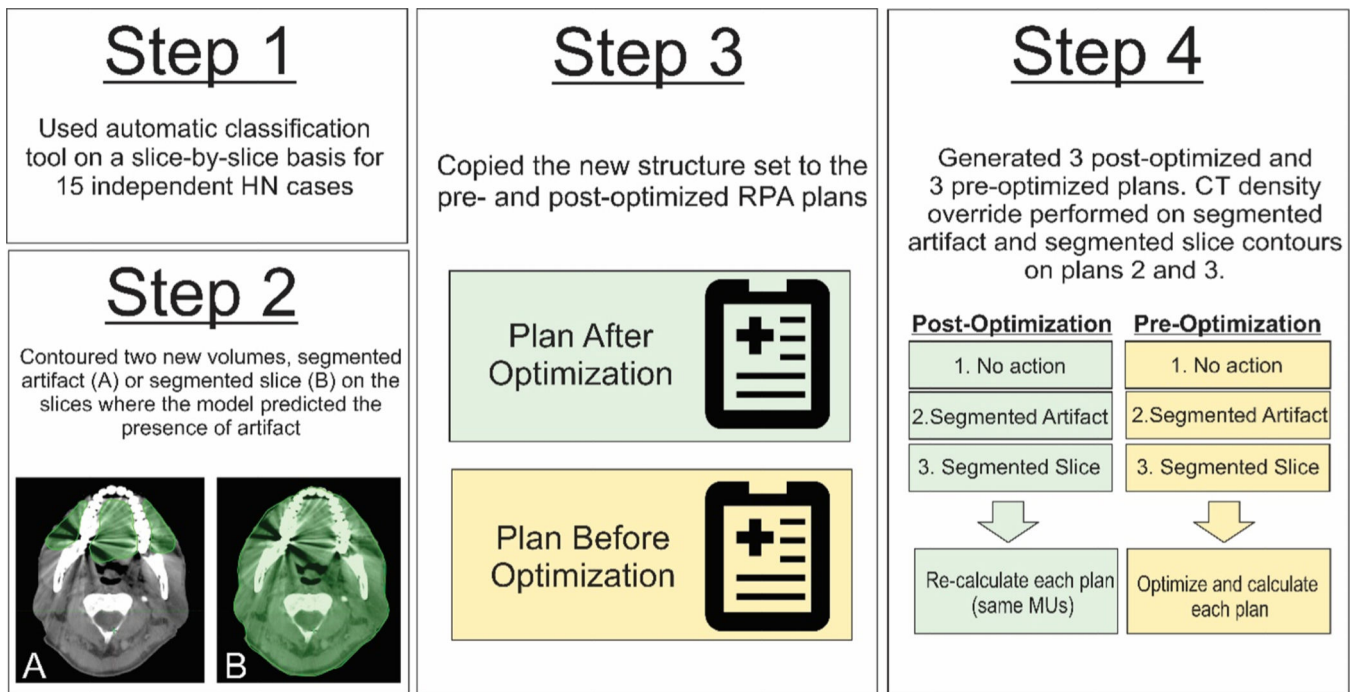 Step 1
Used automatic classification
tool on a slice-by-slice basis for
15 independent HN cases
Step 2
Contoured two new volumes, segmented
artifact (A) or segmented slice (B) on the
slices where the model predicted the
presence of artifact
A
B
Step 3
Copied the new structure set to the
pre- and post-optimized RPA plans
Plan After
Optimization
Plan Before
Optimization
Step 4
Generated 3 post-optimized and
3 pre-optimized plans. CT density
override performed on segmented
artifact and segmented slice contours
on plans 2 and 3.
Post-Optimization
1. No action
2.Segmented Artifact
3. Segmented Slice
Re-calculate each plan
(same MUs)
Pre-Optimization
1. No action
2.Segmented Artifact
3. Segmented Slice
Optimize and calculate
each plan